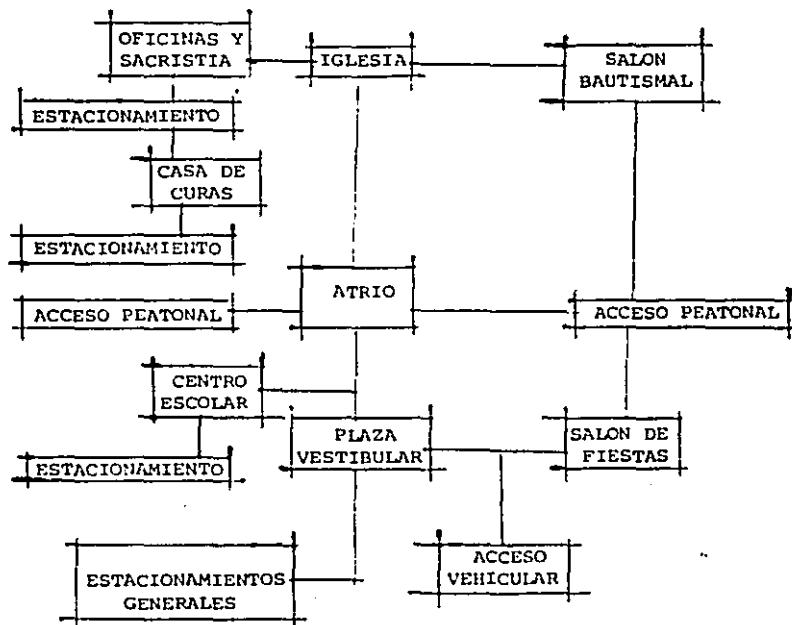 OFICINAS Y
SACRISTIA
IGLESIA
SALON
BAUTISMAL
ESTACIONAMIENTO
CASA DE
CURAS
ESTACIONAMIENTO
ATRIO
ACCESO PEATONAL
ACCESO PEATONAL
CENTRO
ESCOLAR
PLAZA
VESTIBULAR
SALON DE
FIESTAS
ESTACIONAMIENTO
ACCESO
VEHICULAR
ESTACIONAMIENTOS
GENERALES